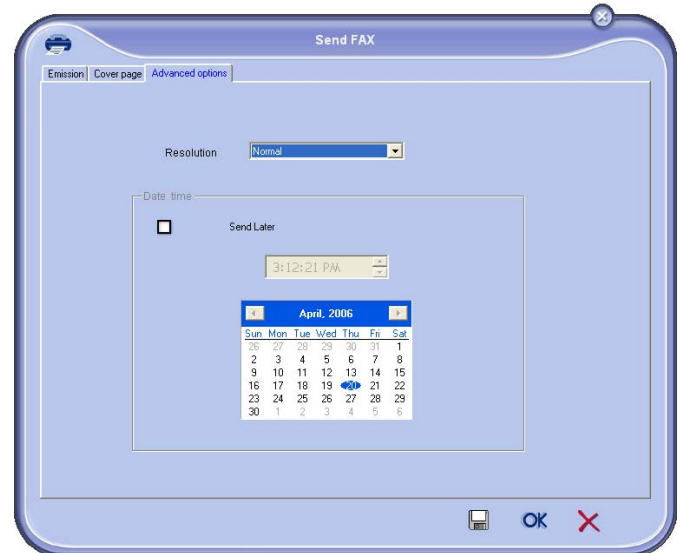 Send FAX
Emission Cover page Advanced options
Resolution Normal
Date time
Send Later
3:12:21 PM
April, 2006
Sun Mon Tue Wed Thu Fri Sat
26 27 28 29 30 31 1
2 3 4 5 6 7 8
9 10 11 12 13 14 15
16 17 18 19 20 21 22
23 24 25 26 27 28 29
30 1 2 3 4 5 6
OK